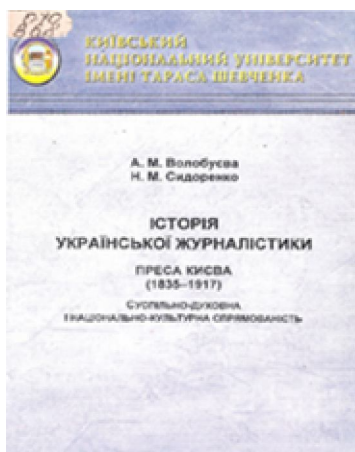 КИЇВСЬКИЙ
НАЦІОНАЛЬНИЙ УНІВЕРСИТЕТ
ІМЕНІ ТАРАСА ШЕВЧЕНКА
А. М. Волобуєва
Н. М. Сидоренко
ІСТОРІЯ
УКРАЇНСЬКОЇ ЖУРНАЛІСТИКИ
ПРЕСА КИЄВА
(1835–1917)
СУСПІЛЬНО-ДУХОВНА
І НАЦІОНАЛЬНО-КУЛЬТУРНА СПРЯМОВАНІСТЬ